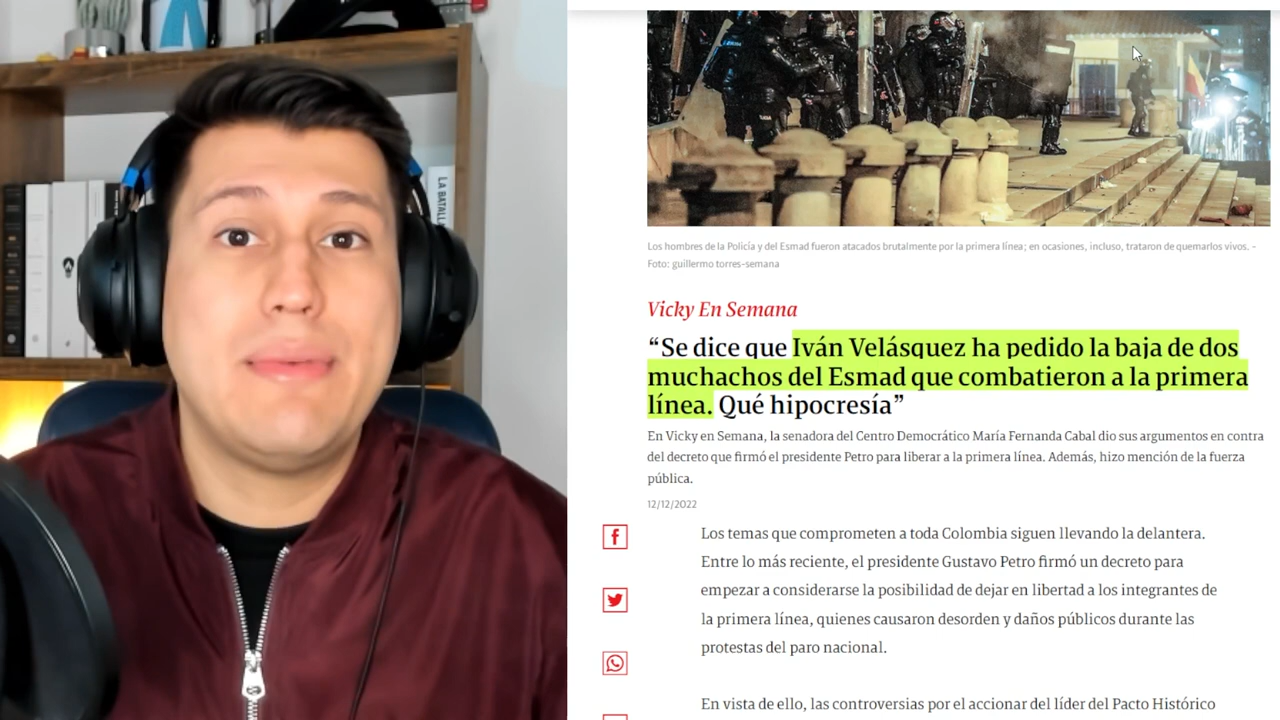 LA BATALL
Los hombres de la Policía y del Esmad fueron atacados brutalmente por la primera línea; en ocasiones, incluso, trataron de quemarlos vivos. -
Foto: guillermo torres-semana
Vicky En Semana
“Se dice que Iván Velásquez ha pedido la baja de dos
muchachos del Esmad que combatieron a la primera
línea. Qué hipocresía”
En Vicky en Semana, la senadora del Centro Democrático María Fernanda Cabal dio sus argumentos en contra
del decreto que firmó el presidente Petro para liberar a la primera línea. Además, hizo mención de la fuerza
pública.
12/12/2022
Los temas que comprometen a toda Colombia siguen llevando la delantera.
Entre lo más reciente, el presidente Gustavo Petro firmó un decreto para
empezar a considerarse la posibilidad de dejar en libertad a los integrantes de
la primera línea, quienes causaron desorden y daños públicos durante las
protestas del paro nacional.
En vista de ello, las controversias por el accionar del líder del Pacto Histórico